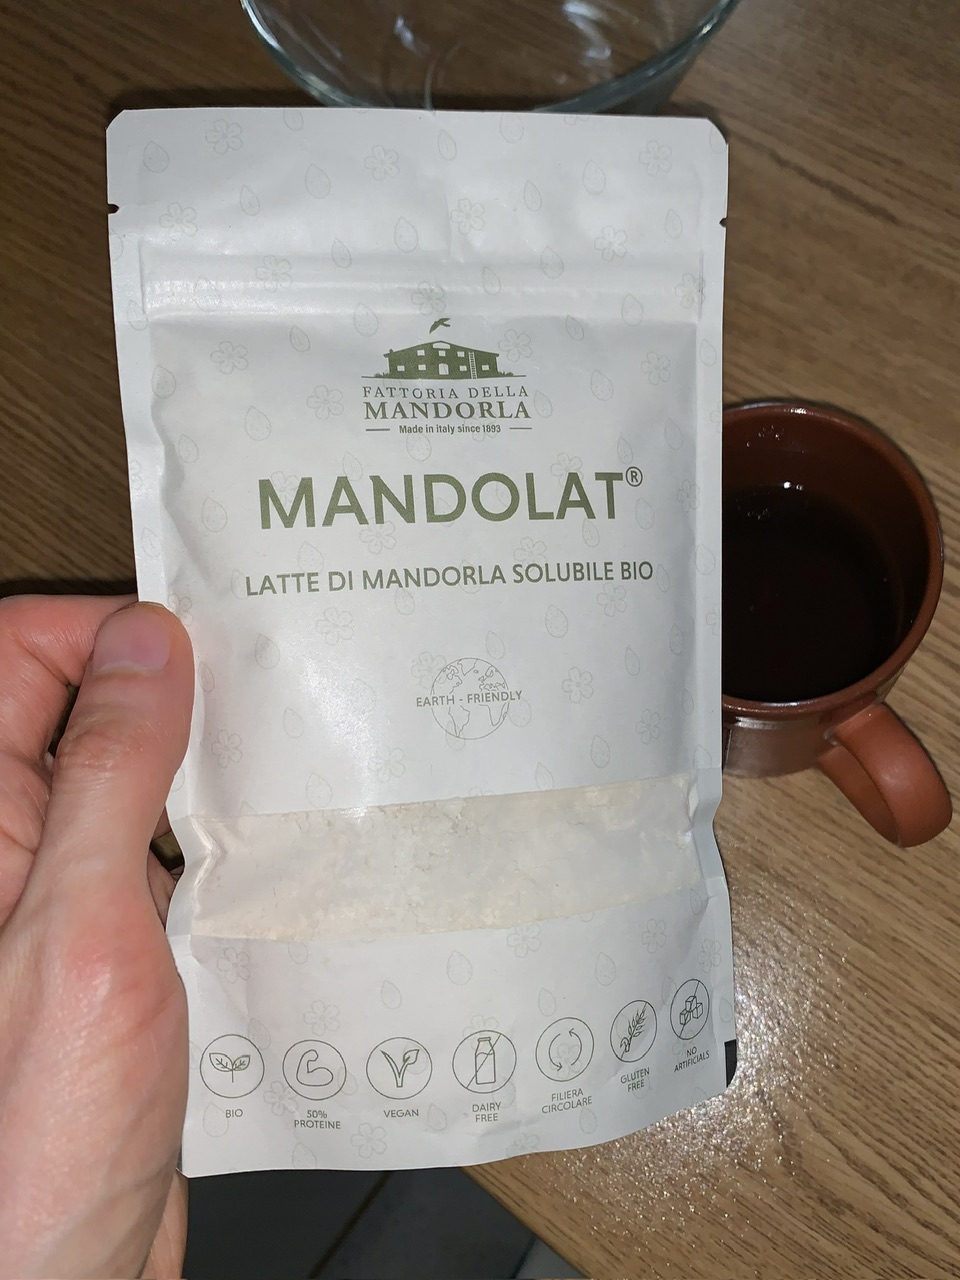 FATTORIA DELLA
MANDORLA
Made in italy since 1893
MANDOLAT®
LATTE DI MANDORLA SOLUBILE BIO
EARTH - FRIENDLY
BIO
50%
PROTEINE
VEGAN
DAIRY
FREE
FILIERA
CIRCOLARE
GLUTEN
FREE
NO
ARTIFICIALS